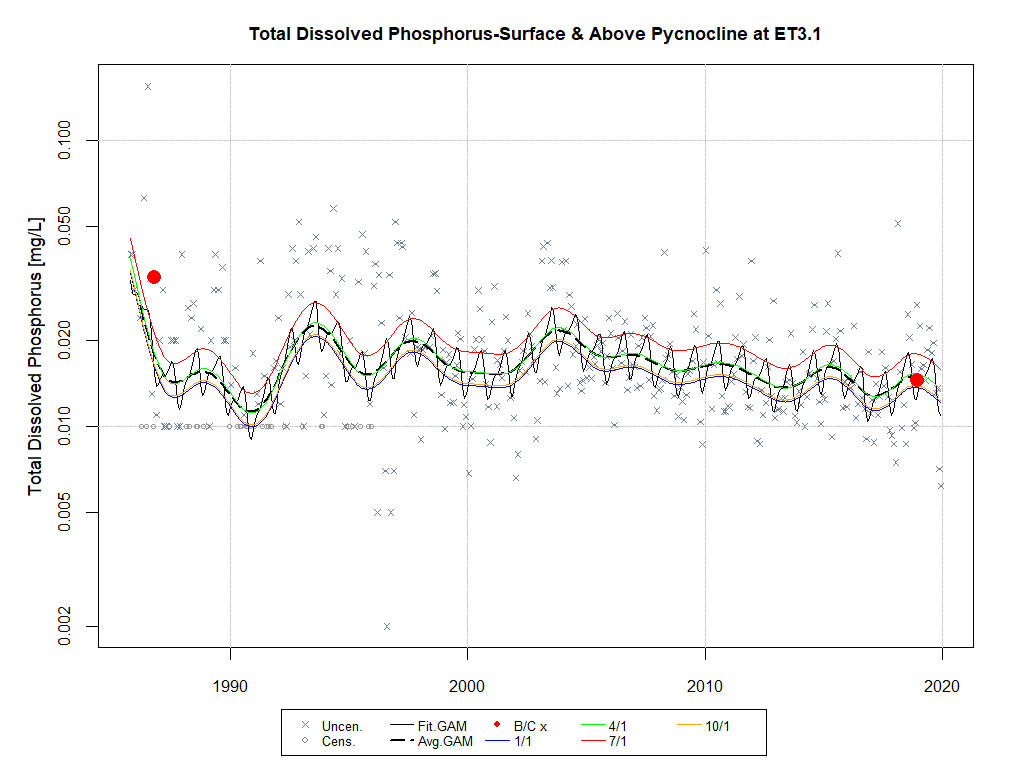 Total Dissolved Phosphorus-Surface & Above Pycnocline at ET3.1
Total Dissolved Phosphorus [mg/L]
0.100
0.050
0.020
0.010
0.005
0.002
1990 2000 2010 2020
Uncen. Fit.GAM B/C x 4/1 10/1
Cens. Avg.GAM 1/1 7/1